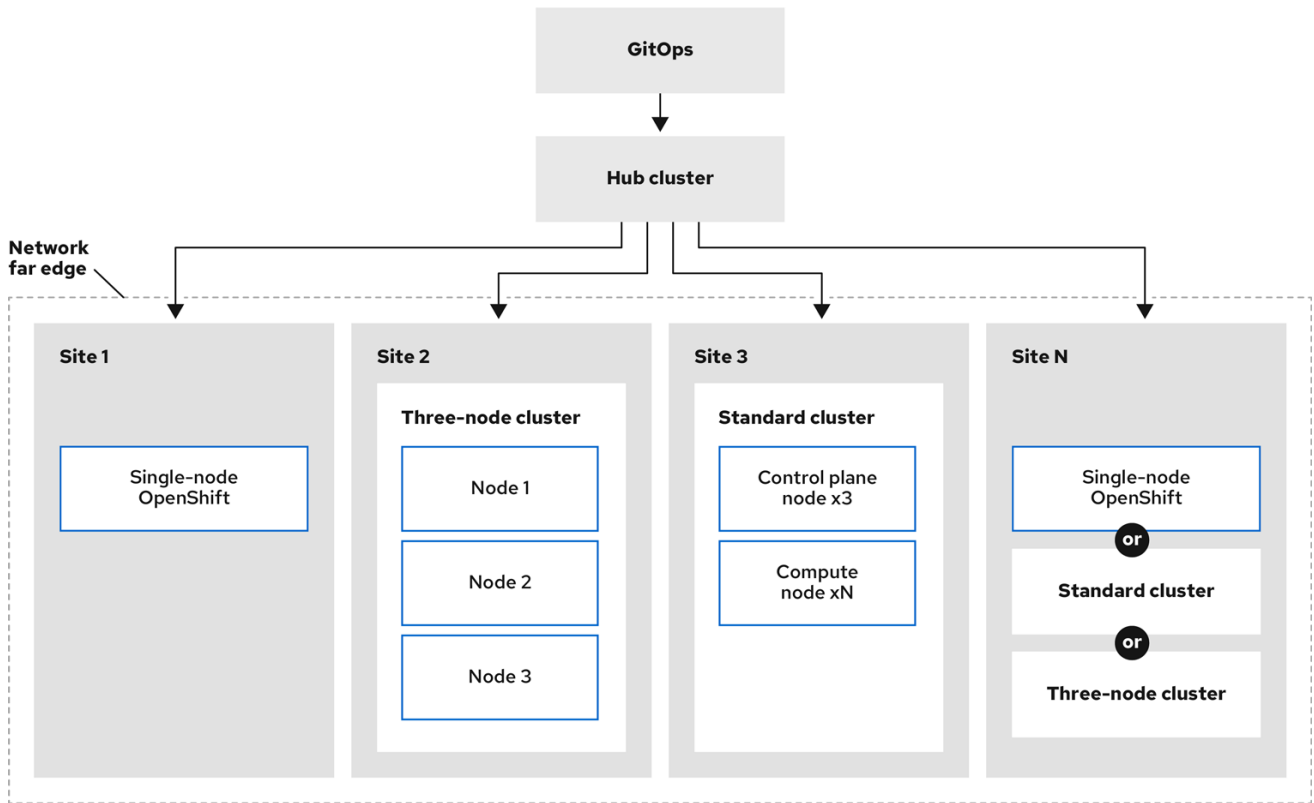 GitOps
Hub cluster
Network
far edge
Site 1
Single-node
OpenShift
Site 2
Three-node cluster
Node 1
Node 2
Node 3
Site 3
Standard cluster
Control plane
node x3
Compute
node xN
Site N
Single-node
OpenShift
or
Standard cluster
or
Three-node cluster